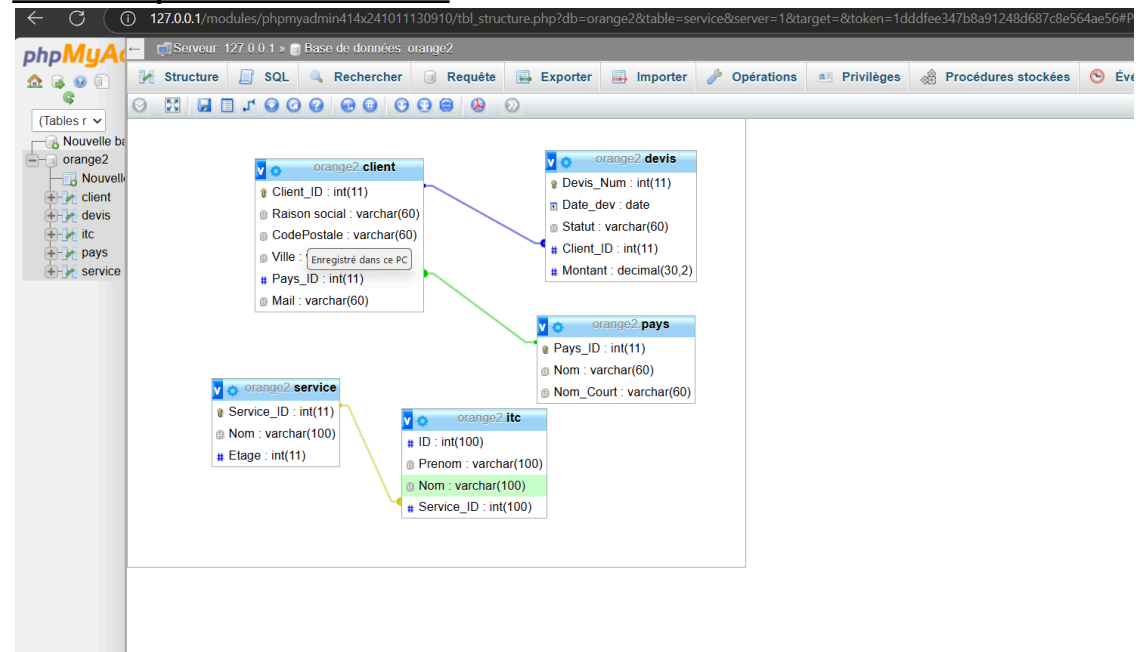 127.0.0.1/modules/phpmyadmin414x241011130910/tbl_structure.php?db=orange2&table=service&server=1&target=&token=1dddfee347b8a91248d687c8e564ae56#P
phpMyA
Serveur: 127.0.0.1 » Base de données: orange2
Structure SQL Rechercher Requête Exporter Importer Opérations Privilèges Procédures stockées Évé
(Tables r
Nouvelle ba
orange2
Nouvelle
client
devis
itc
pays
service
orange2 client
Client_ID : int(11)
Raison social : varchar(60)
CodePostale : varchar(60)
Ville :
Enregistré dans ce PC
Pays_ID : int(11)
Mail : varchar(60)
orange2 devis
Devis_Num : int(11)
Date_dev : date
Statut : varchar(60)
Client_ID : int(11)
Montant : decimal(30,2)
orange2 pays
Pays_ID : int(11)
Nom : varchar(60)
Nom_Court : varchar(60)
orange2 service
Service_ID : int(11)
Nom : varchar(100)
Etage : int(11)
orange2 itc
ID : int(100)
Prenom : varchar(100)
Nom : varchar(100)
Service_ID : int(100)